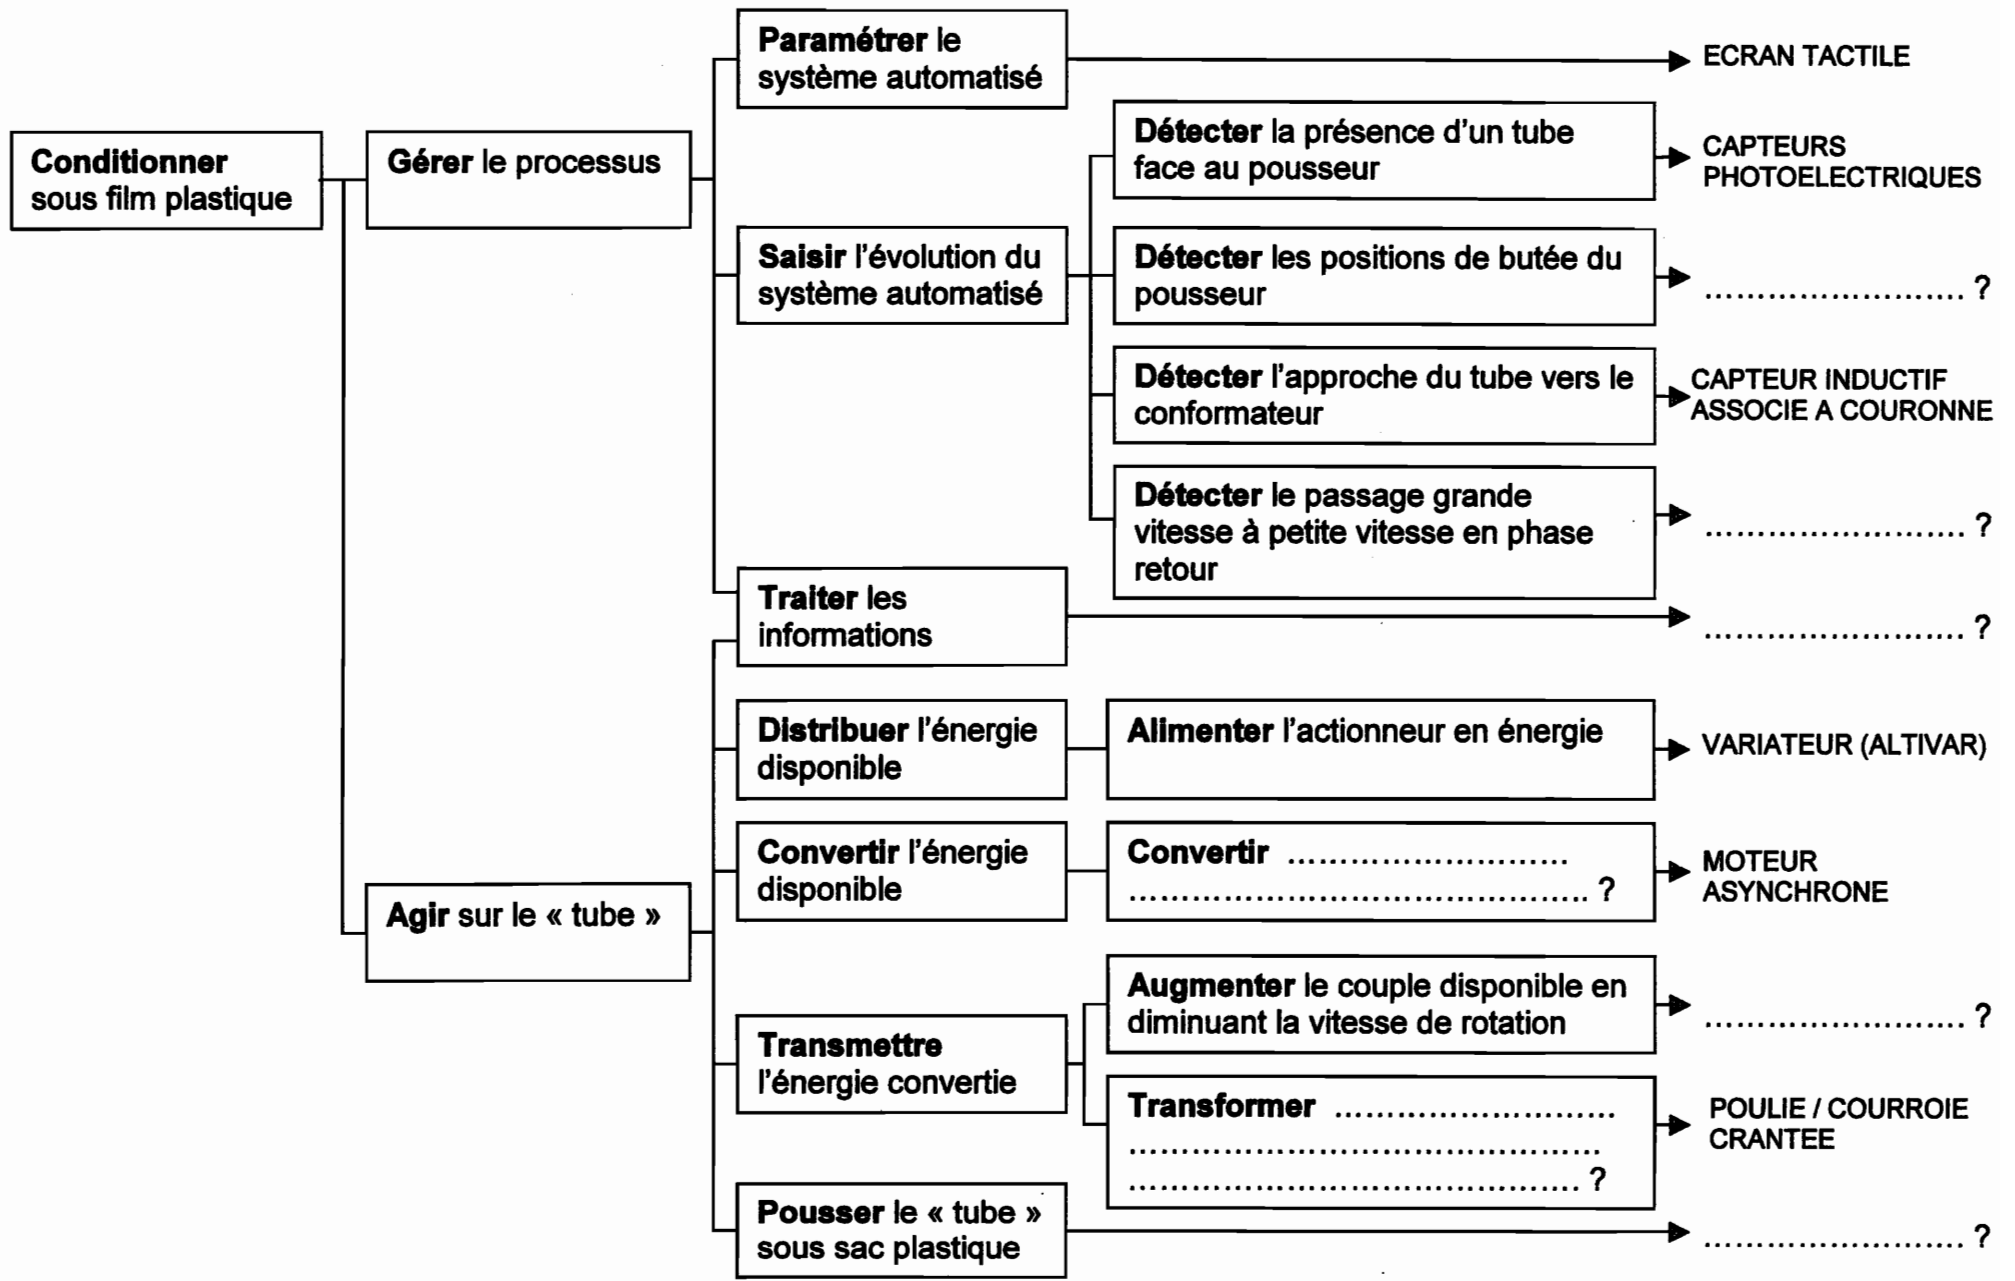 Conditionner
sous film plastique
Gérer le processus
Paramétrer le
système automatisé
ECRAN TACTILE
Saisir l'évolution du
système automatisé
Détecter la présence d'un tube
face au pousseur
CAPTEURS
PHOTOELECTRIQUES
Détecter les positions de butée du
pousseur
......................... ?
Détecter l'approche du tube vers le
conformateur
CAPTEUR INDUCTIF
ASSOCIE A COURONNE
Détecter le passage grande
vitesse à petite vitesse en phase
retour
......................... ?
Traiter les
informations
......................... ?
Agir sur le « tube »
Distribuer l'énergie
disponible
Alimenter l'actionneur en énergie
VARIATEUR (ALTIVAR)
Convertir l'énergie
disponible
Convertir ...........................
............................................ ?
MOTEUR
ASYNCHRONE
Transmettre
l'énergie convertie
Augmenter le couple disponible en
diminuant la vitesse de rotation
......................... ?
Transformer ...........................
.............................................
........................................... ?
POULIE / COURROIE
CRANTEE
Pousser le « tube »
sous sac plastique
......................... ?